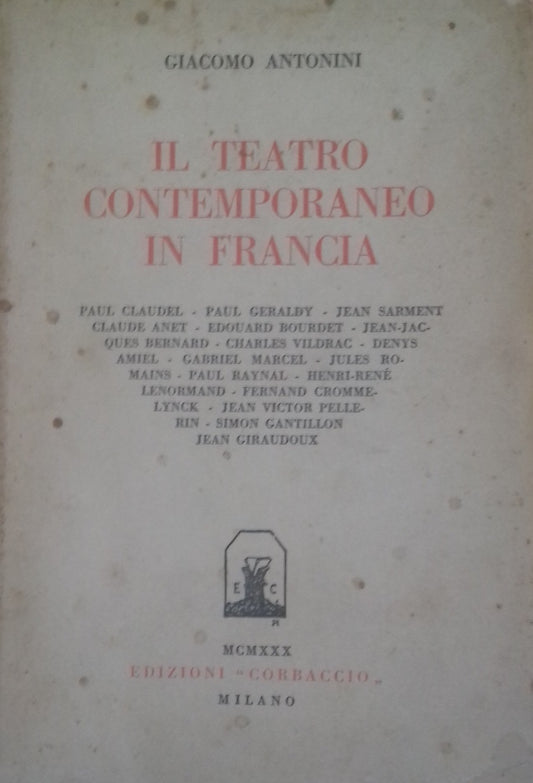 GIACOMO ANTONINI
IL TEATRO
CONTEMPORANEO
IN FRANCIA
PAUL CLAUDEL - PAUL GERALDY - JEAN SARMENT
CLAUDE ANET - EDOUARD BOURDET - JEAN-JAC-
QUES BERNARD - CHARLES VILDRAC - DENYS
AMIEL - GABRIEL MARCEL - JULES RO-
MAINS - PAUL RAYNAL - HENRI-RENÉ
LENORMAND - FERNAND CROMME-
LYNCK - JEAN VICTOR PELLE-
RIN - SIMON GANTILLON
JEAN GIRAUDOUX
E C
MCMXXX
EDIZIONI "CORBACCIO„
MILANO